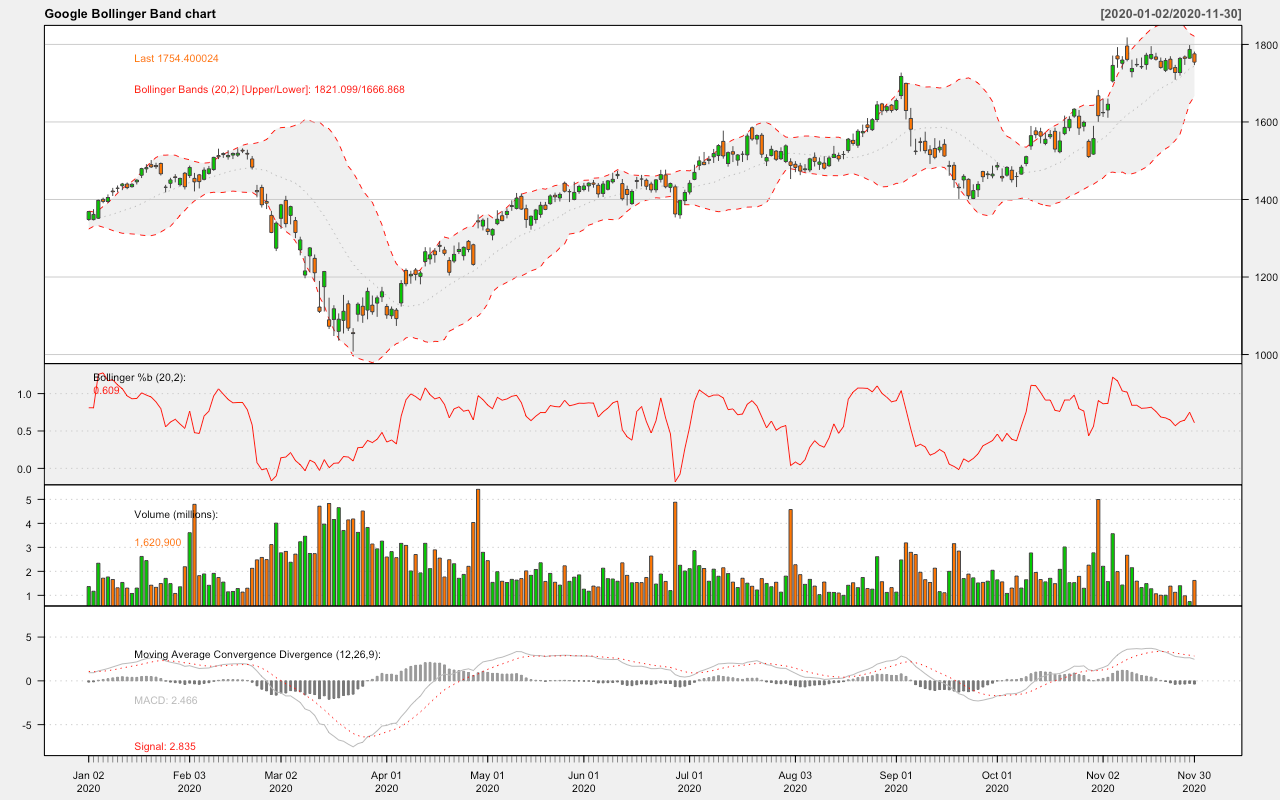 Google Bollinger Band chart
[2020-01-02/2020-11-30]
Last 1754.400024
Bollinger Bands (20,2) [Upper/Lower]: 1821.099/1666.868
1800
1600
1400
1200
1000
Bollinger %b (20,2):
0.609
1.0
0.5
0.0
Volume (millions):
1,620,900
5
4
3
2
1
Moving Average Convergence Divergence (12,26,9):
MACD: 2.466
Signal: 2.835
5
0
-5
Jan 02 Feb 03 Mar 02 Apr 01 May 01 Jun 01 Jul 01 Aug 03 Sep 01 Oct 01 Nov 02 Nov 30
2020 2020 2020 2020 2020 2020 2020 2020 2020 2020 2020 2020